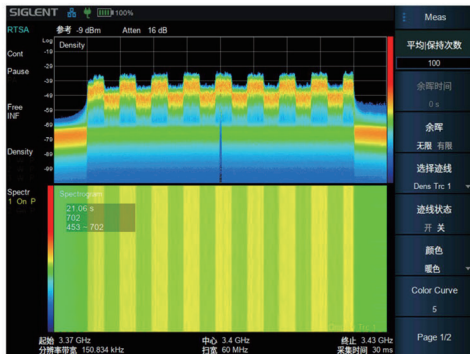 SIGLENT 100%
Meas
RTSA 参考 -9 dBm Atten 16 dB
Log
Density
平均|保持次数
100
Cont
Pause
余晖时间
0 s
Free
INF
余晖
无限 有限
Density
选择迹线
Dens Trc 1
Spectr
1 On P
Spectrogram
21.06 s
702
453 -- 702
迹线状态
开 关
颜色
暖色
Color Curve
5
Page 1/2
起始 3.37 GHz 中心 3.4 GHz 终止 3.43 GHz
分辨率带宽 150.834 kHz 扫宽 60 MHz 采集时间 30 ms